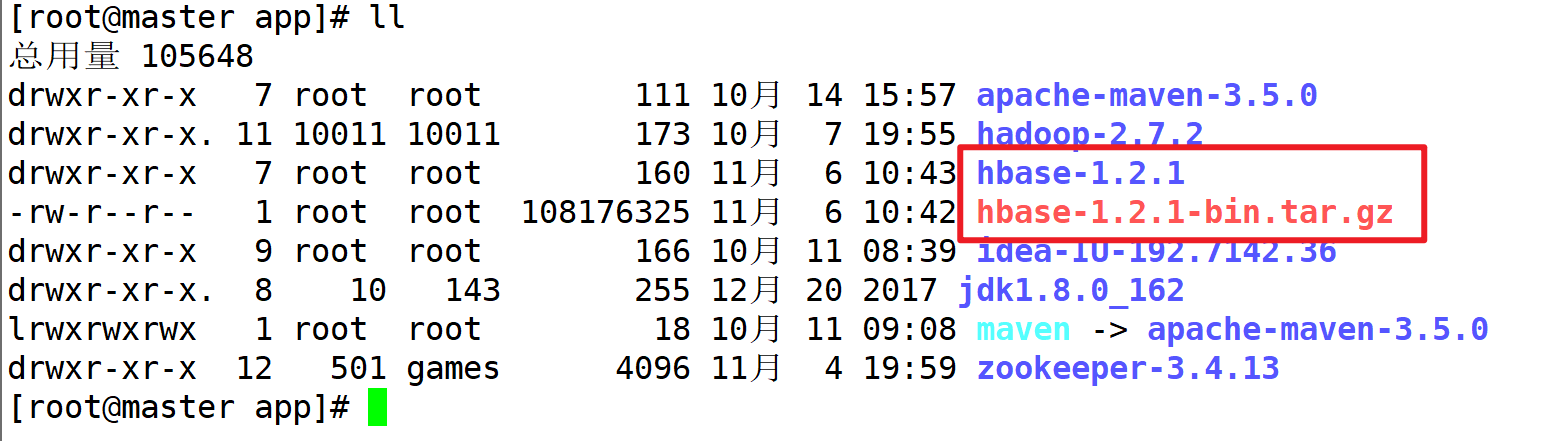 [root@master app]# ll
总用量 105648
drwxr-xr-x   7 root  root        111 10月 14 15:57 apache-maven-3.5.0
drwxr-xr-x. 11 10011 10011       173 10月  7 19:55 hadoop-2.7.2
drwxr-xr-x   7 root  root        160 11月  6 10:43 hbase-1.2.1
-rw-r--r--   1 root  root  108176325 11月  6 10:42 hbase-1.2.1-bin.tar.gz
drwxr-xr-x   9 root  root        166 10月 11 08:39 idea-IU-192.7142.36
drwxr-xr-x.  8    10   143       255 12月 20 2017 jdk1.8.0_162
lrwxrwxrwx   1 root  root         18 10月 11 09:08 maven -> apache-maven-3.5.0
drwxr-xr-x  12   501 games      4096 11月  4 19:59 zookeeper-3.4.13
[root@master app]#